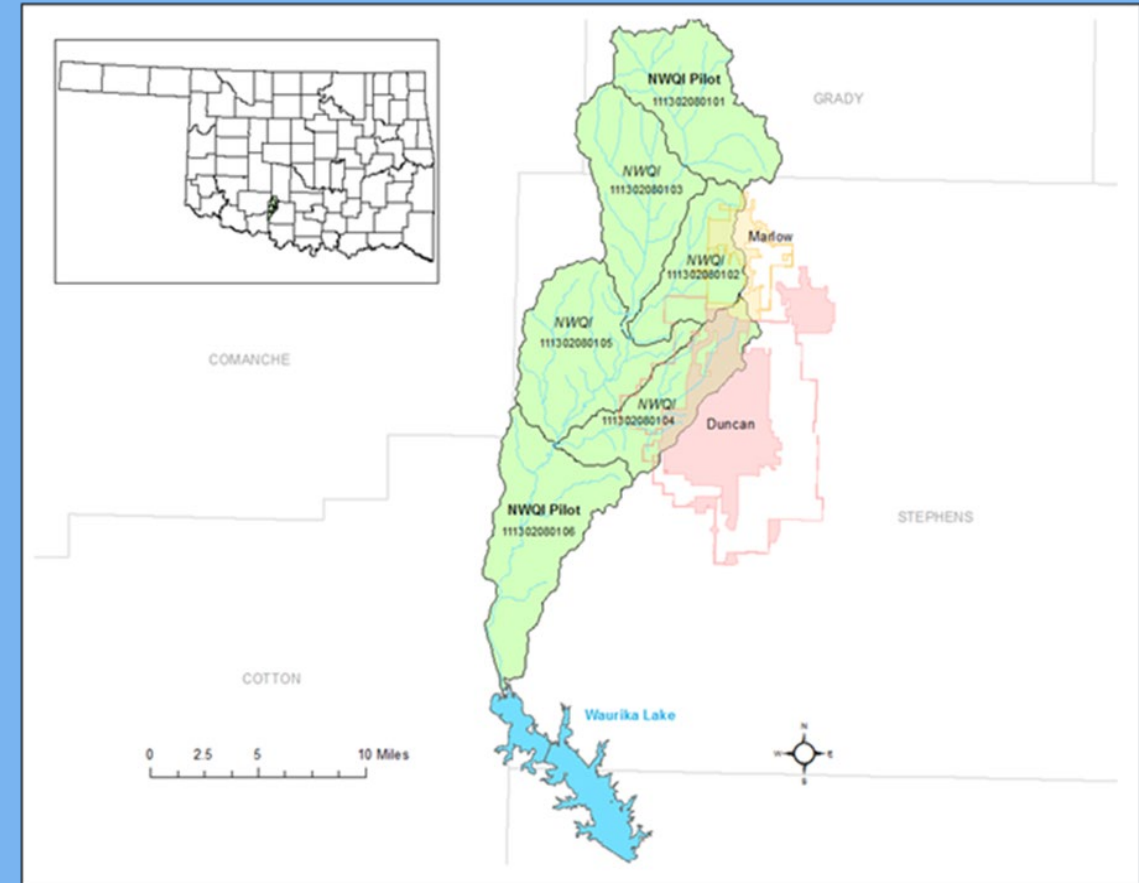 NWQI Pilot
111302080101
GRADY
NWQI
111302080103
Marlow
NWQI
111302080102
NWQI
111302080105
COMANCHE
NWQI
111302080104
Duncan
NWQI Pilot
111302080106
STEPHENS
COTTON
Waurika Lake
0 2.5 5 10 Miles
N
W E
S